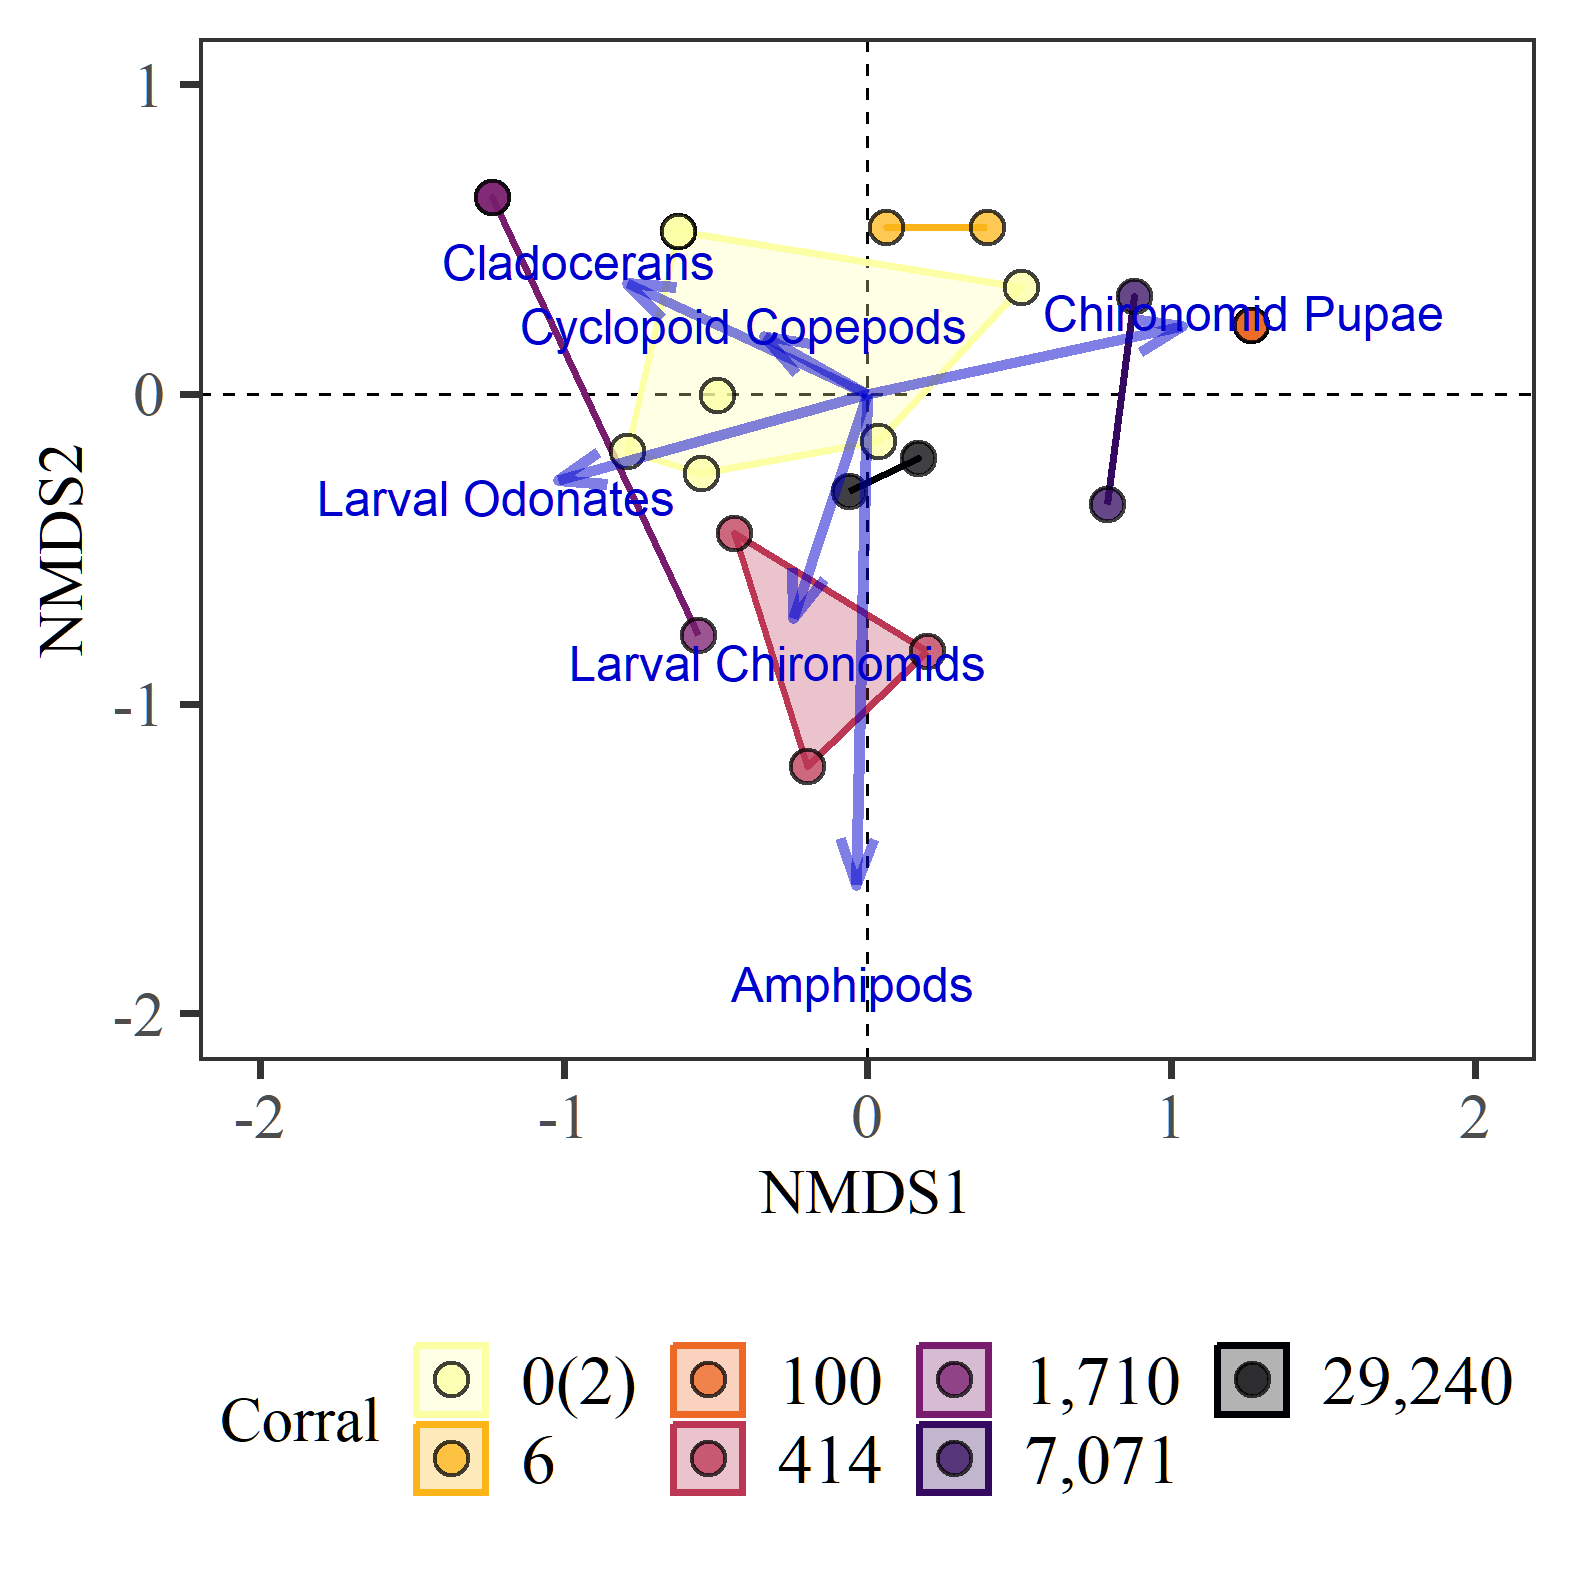 1
Cladocerans
Chironomid Pupae
Cyclopoid Copepods
0
Larval Odonates
NMDS2
Larval Chironomids
-1
Amphipods
-2
-2 -1 0 1 2
NMDS1
Corral
0(2) 100 1,710 29,240
6 414 7,071